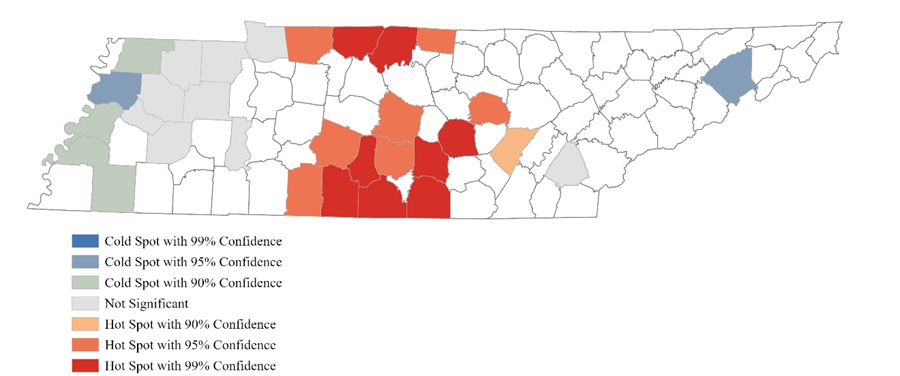 Cold Spot with 99% Confidence
Cold Spot with 95% Confidence
Cold Spot with 90% Confidence
Not Significant
Hot Spot with 90% Confidence
Hot Spot with 95% Confidence
Hot Spot with 99% Confidence